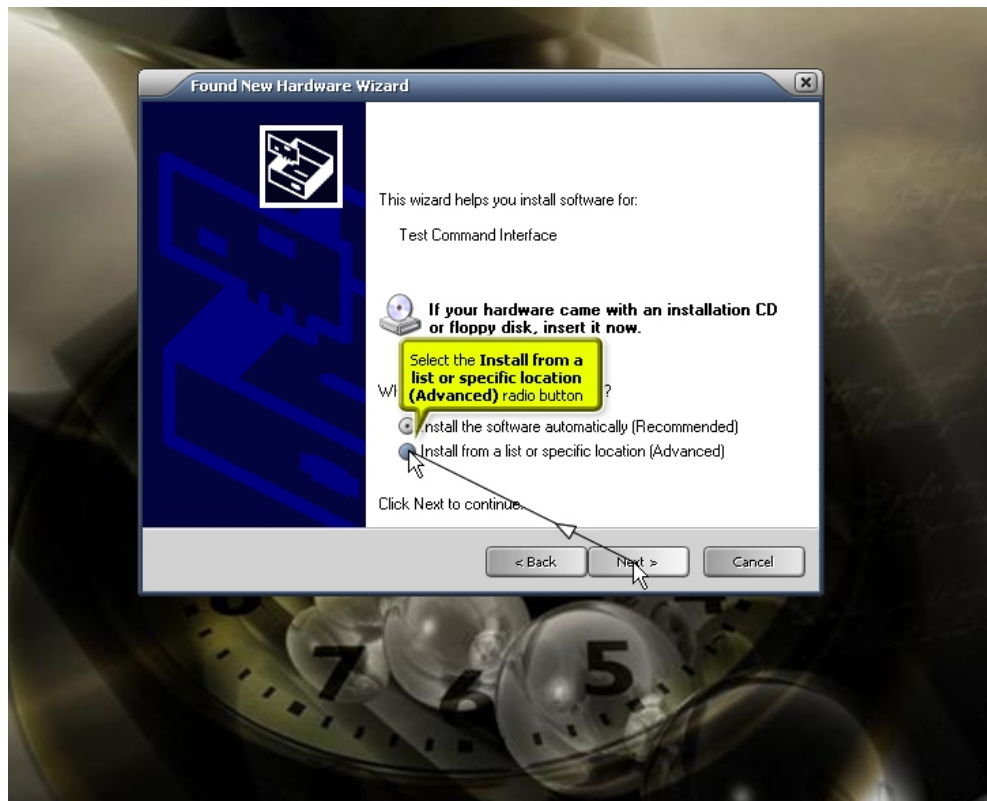 Found New Hardware Wizard
This wizard helps you install software for:
Test Command Interface
If your hardware came with an installation CD
or floppy disk, insert it now.
Select the Install from a
list or specific location
(Advanced) radio button
?
Install the software automatically (Recommended)
Install from a list or specific location (Advanced)
Click Next to continue.
< Back
Next >
Cancel
7
6
5